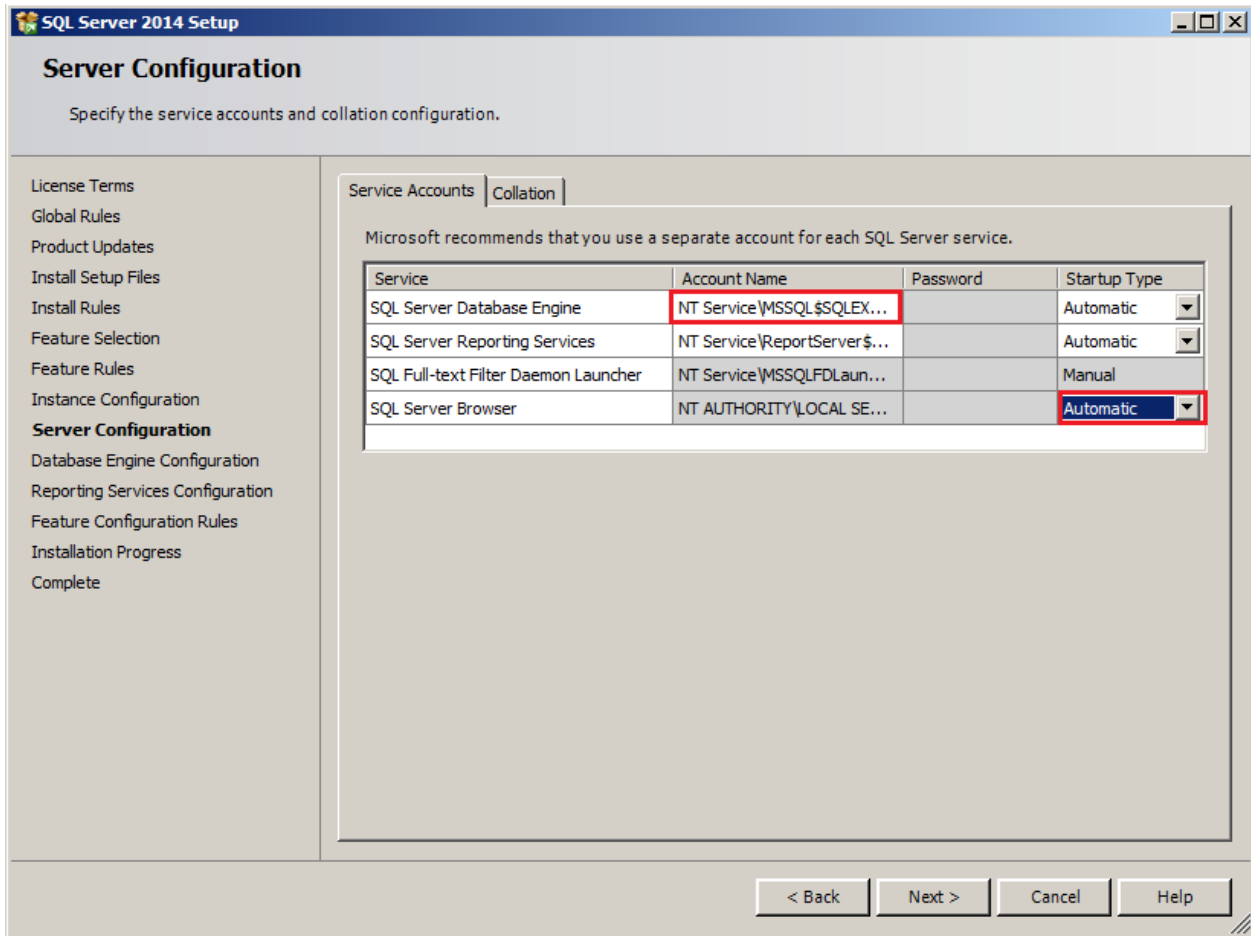 SQL Server 2014 Setup
Server Configuration
Specify the service accounts and collation configuration.
License Terms
Global Rules
Product Updates
Install Setup Files
Install Rules
Feature Selection
Feature Rules
Instance Configuration
Server Configuration
Database Engine Configuration
Reporting Services Configuration
Feature Configuration Rules
Installation Progress
Complete
Service Accounts Collation
Microsoft recommends that you use a separate account for each SQL Server service.
Service Account Name Password Startup Type
SQL Server Database Engine NT Service\MSSQL$SQLEX... Automatic
SQL Server Reporting Services NT Service\ReportServer$... Automatic
SQL Full-text Filter Daemon Launcher NT Service\MSSQLFDLaun... Manual
SQL Server Browser NT AUTHORITY\LOCAL SE... Automatic
< Back Next > Cancel Help